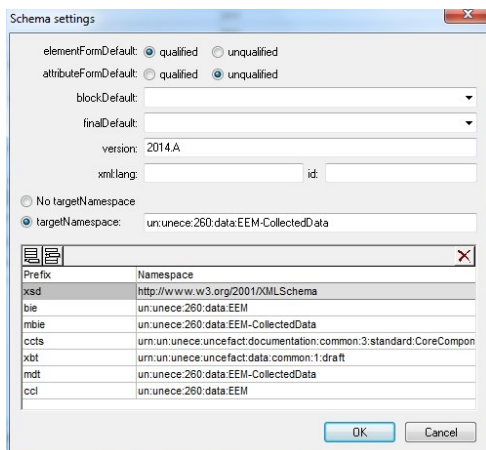 Schema settings
elementFormDefault: qualified unqualified
attributeFormDefault: qualified unqualified
blockDefault:
finalDefault:
version: 2014.A
xml:lang: id:
No targetNamespace
targetNamespace: un:unece:260:data:EEM-CollectedData
Prefix Namespace
xsd http://www.w3.org/2001/XMLSchema
bie un:unece:260:data:EEM
mbie un:unece:260:data:EEM-CollectedData
ccts urn:un:unece:uncefact:documentation:common:3:standard:CoreCompon
xbt urn:un:unece:uncefact:data:common:1:draft
mdt un:unece:260:data:EEM-CollectedData
ccl un:unece:260:data:EEM
OK Cancel